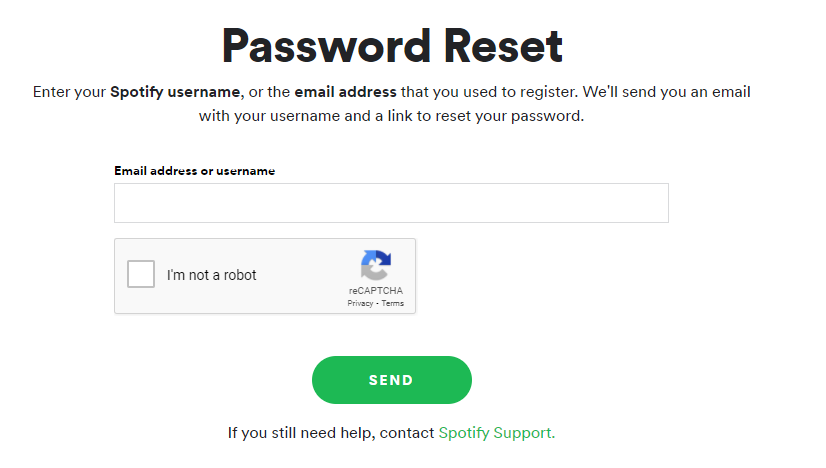 Password Reset
Enter your Spotify username, or the email address that you used to register. We'll send you an email
with your username and a link to reset your password.
Email address or username
I'm not a robot
reCAPTCHA
Privacy - Terms
SEND
If you still need help, contact Spotify Support.